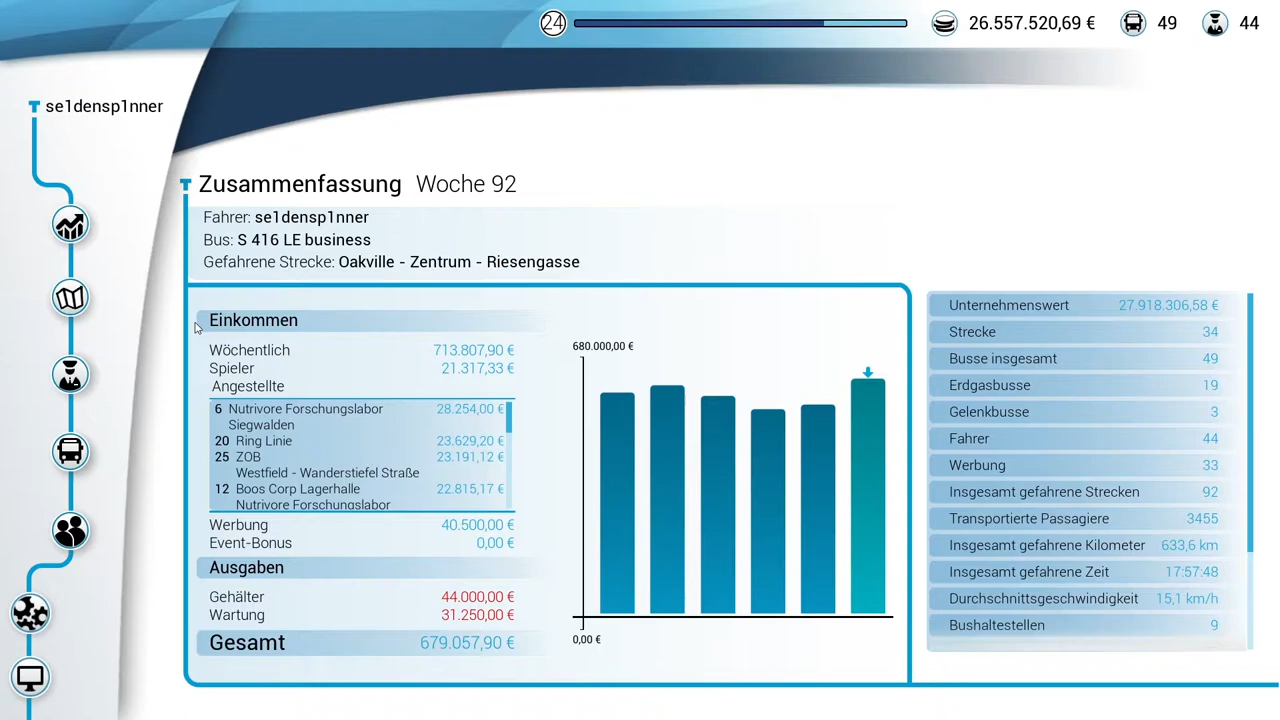 24
26.557.520,69 €
49
44
se1densp1nner
Zusammenfassung Woche 92
Fahrer: se1densp1nner
Bus: S 416 LE business
Gefahrene Strecke: Oakville - Zentrum - Riesengasse
Einkommen
Wöchentlich 713.807,90 €
Spieler 21.317,33 €
Angestellte
6 Nutrivore Forschungslabor 28.254,00 €
Siegwalden
20 Ring Linie 23.629,20 €
25 ZOB 23.191,12 €
Westfield - Wanderstiefel Straße
12 Boos Corp Lagerhalle 22.815,17 €
Nutrivore Forschungslabor
Werbung 40.500,00 €
Event-Bonus 0,00 €
Ausgaben
Gehälter 44.000,00 €
Wartung 31.250,00 €
Gesamt 679.057,90 €
680.000,00 €
0,00 €
Unternehmenswert 27.918.306,58 €
Strecke 34
Busse insgesamt 49
Erdgasbusse 19
Gelenkbusse 3
Fahrer 44
Werbung 33
Insgesamt gefahrene Strecken 92
Transportierte Passagiere 3455
Insgesamt gefahrene Kilometer 633,6 km
Insgesamt gefahrene Zeit 17:57:48
Durchschnittsgeschwindigkeit 15,1 km/h
Bushaltestellen 9